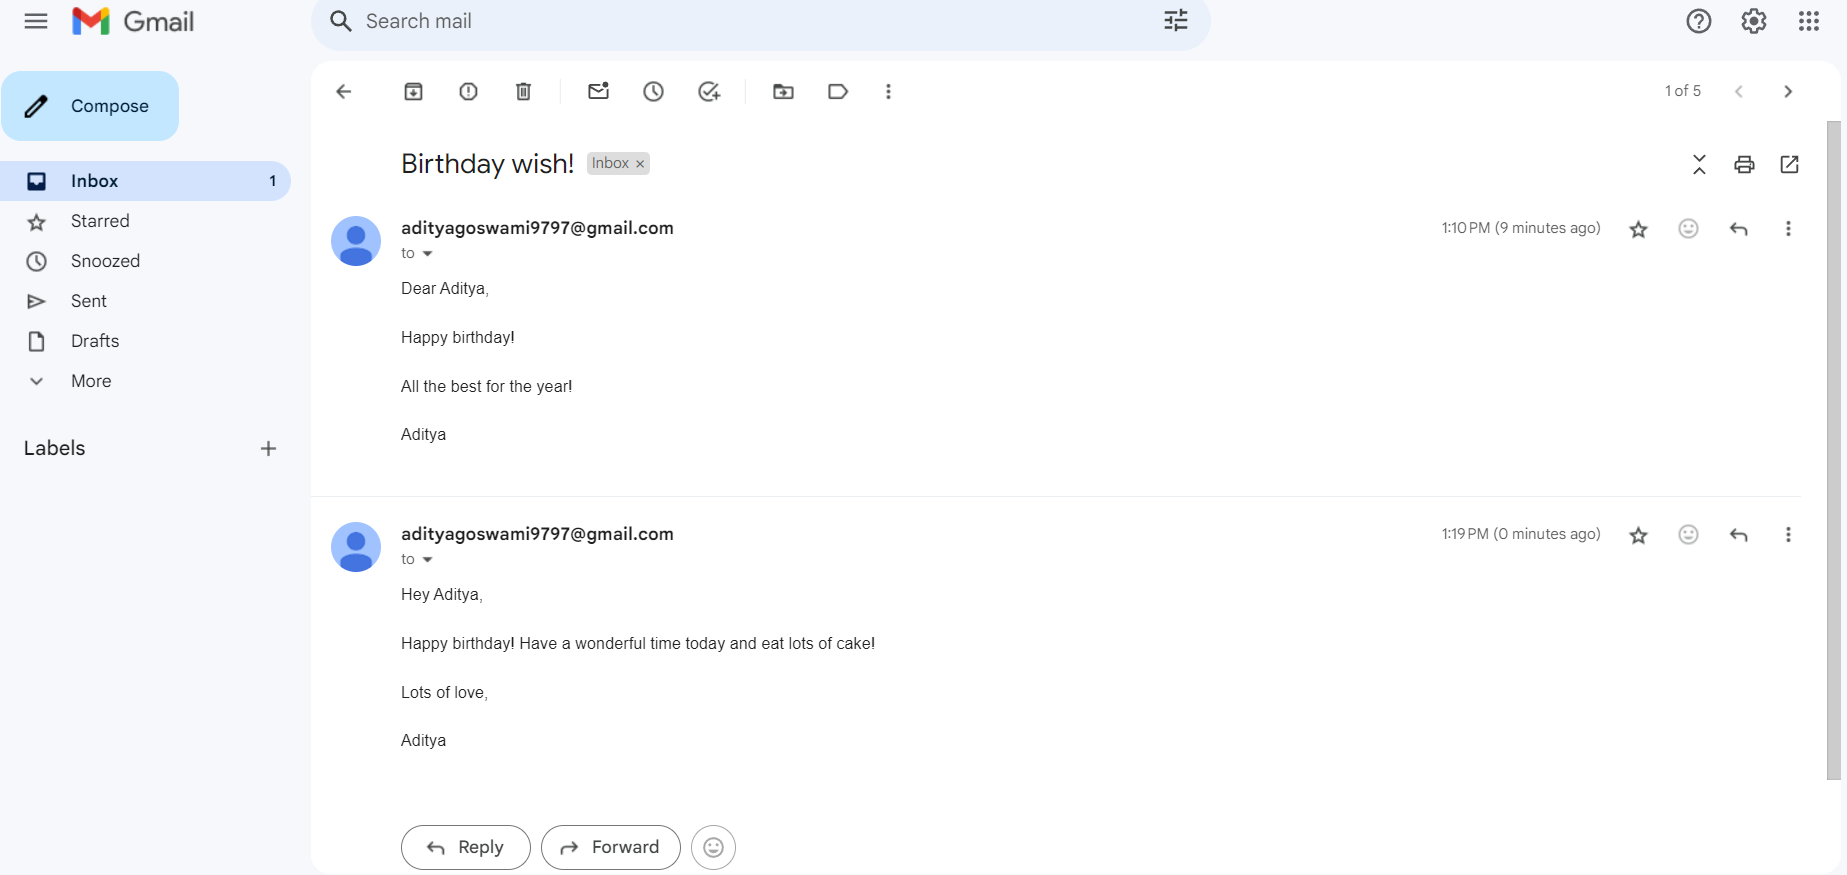 Gmail
Search mail
Compose
1 of 5
Birthday wish! Inbox ×
Inbox 1
Starred
Snoozed
Sent
Drafts
More
Labels
adityagoswami9797@gmail.com 1:10 PM (9 minutes ago)
to
Dear Aditya,
Happy birthday!
All the best for the year!
Aditya
adityagoswami9797@gmail.com 1:19 PM (0 minutes ago)
to
Hey Aditya,
Happy birthday! Have a wonderful time today and eat lots of cake!
Lots of love,
Aditya
Reply Forward